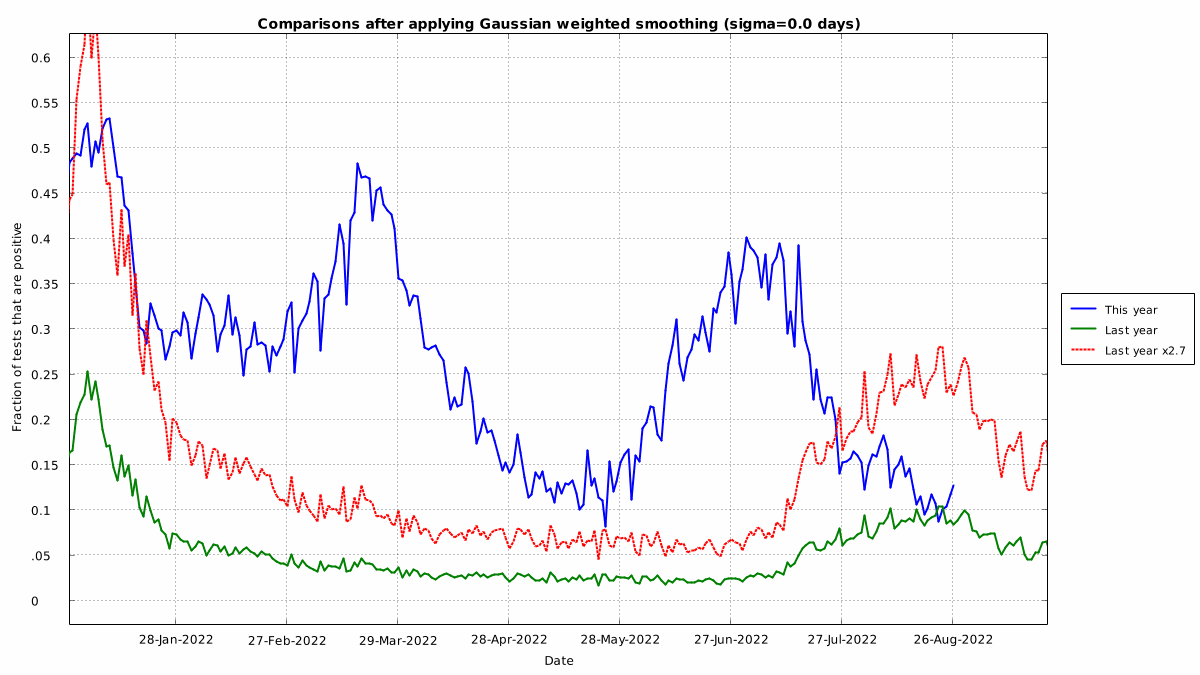 Comparisons after applying Gaussian weighted smoothing (sigma=0.0 days)
Fraction of tests that are positive
0.6
0.55
0.5
0.45
0.4
0.35
0.3
0.25
0.2
0.15
0.1
.05
0
28-Jan-2022
27-Feb-2022
29-Mar-2022
28-Apr-2022
28-May-2022
27-Jun-2022
27-Jul-2022
26-Aug-2022
Date
This year
Last year
Last year x2.7